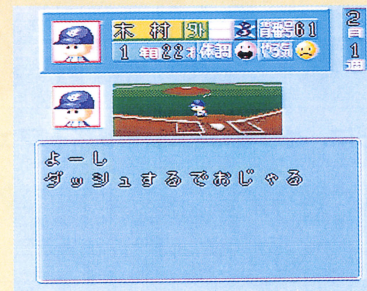 木村 外 背番号61 2月1週
1年目22才 体調 やる気
よーし
ダッシュするでおじゃる